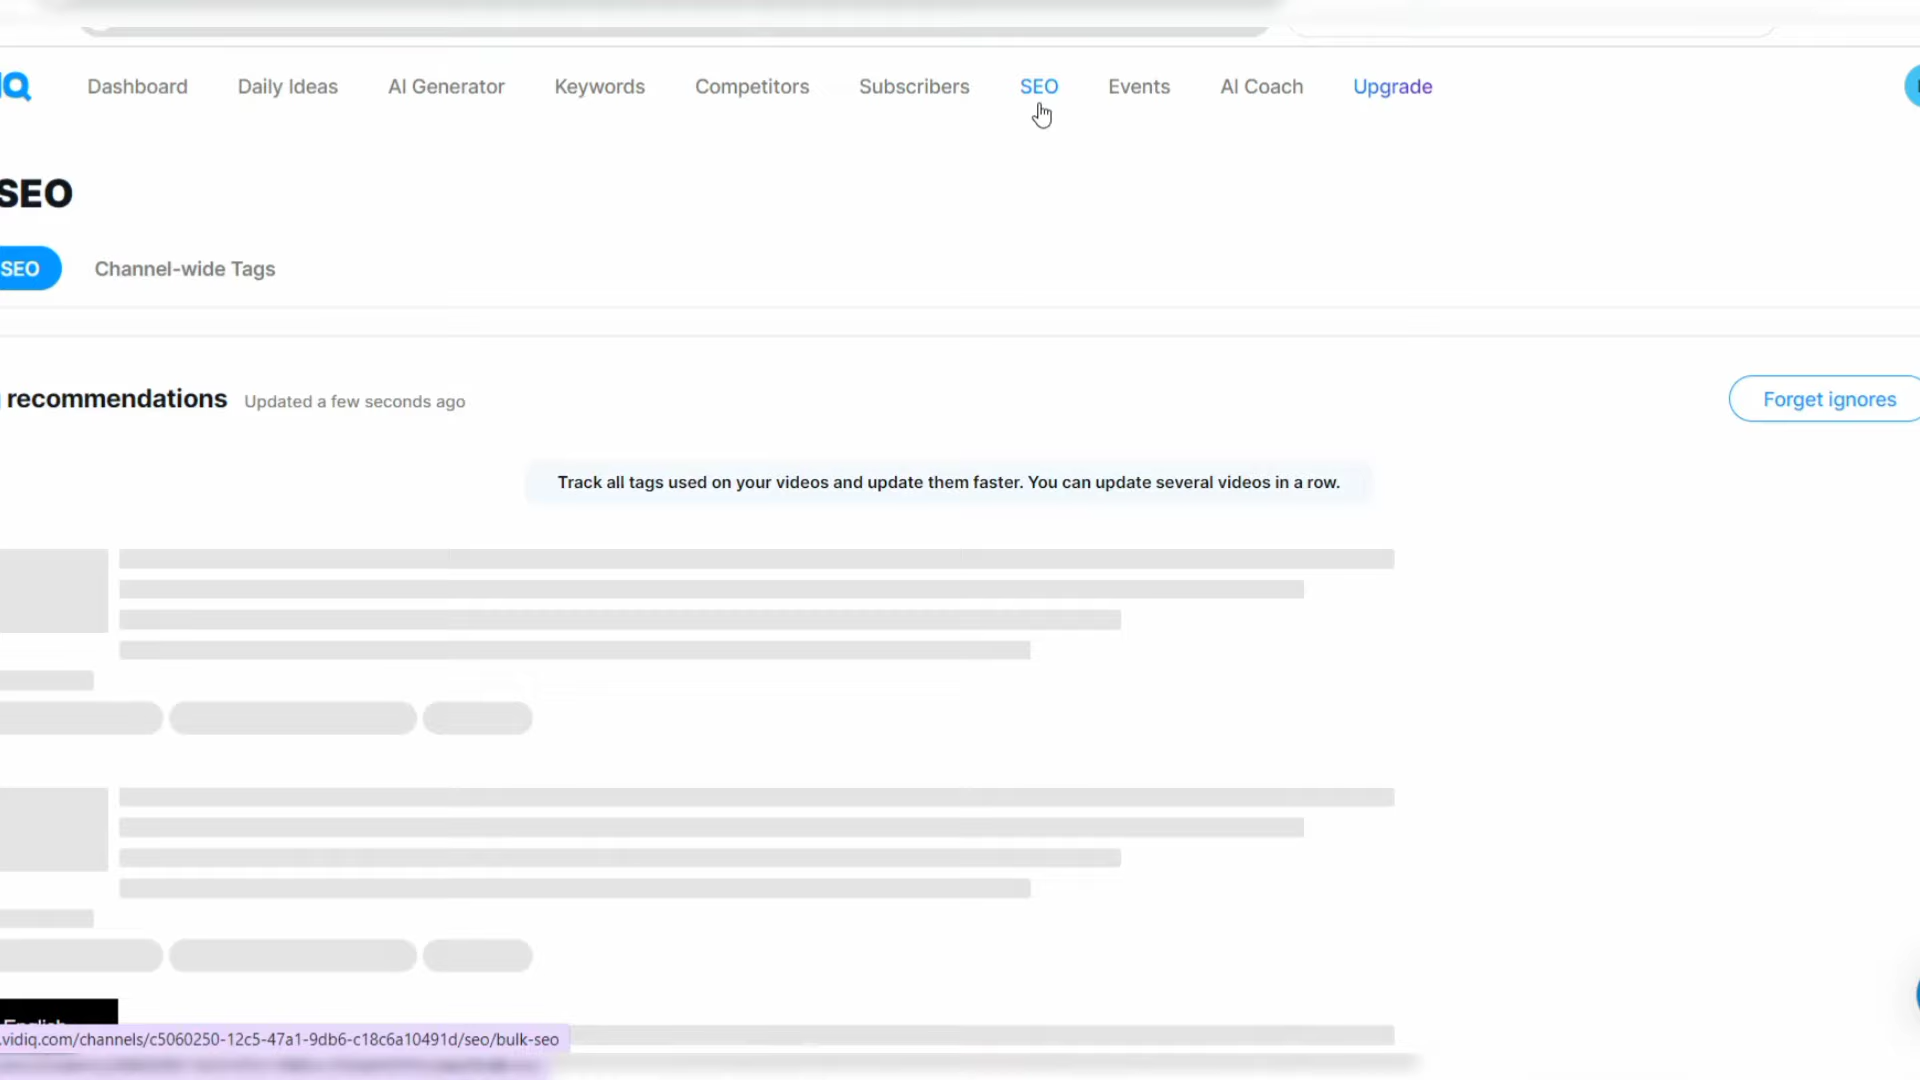 IQ Dashboard Daily Ideas AI Generator Keywords Competitors Subscribers SEO Events AI Coach Upgrade
SEO
SEO Channel-wide Tags
recommendations Updated a few seconds ago Forget ignores
Track all tags used on your videos and update them faster. You can update several videos in a row.
English
.vidiq.com/channels/c5060250-12c5-47a1-9db6-c18c6a10491d/seo/bulk-seo